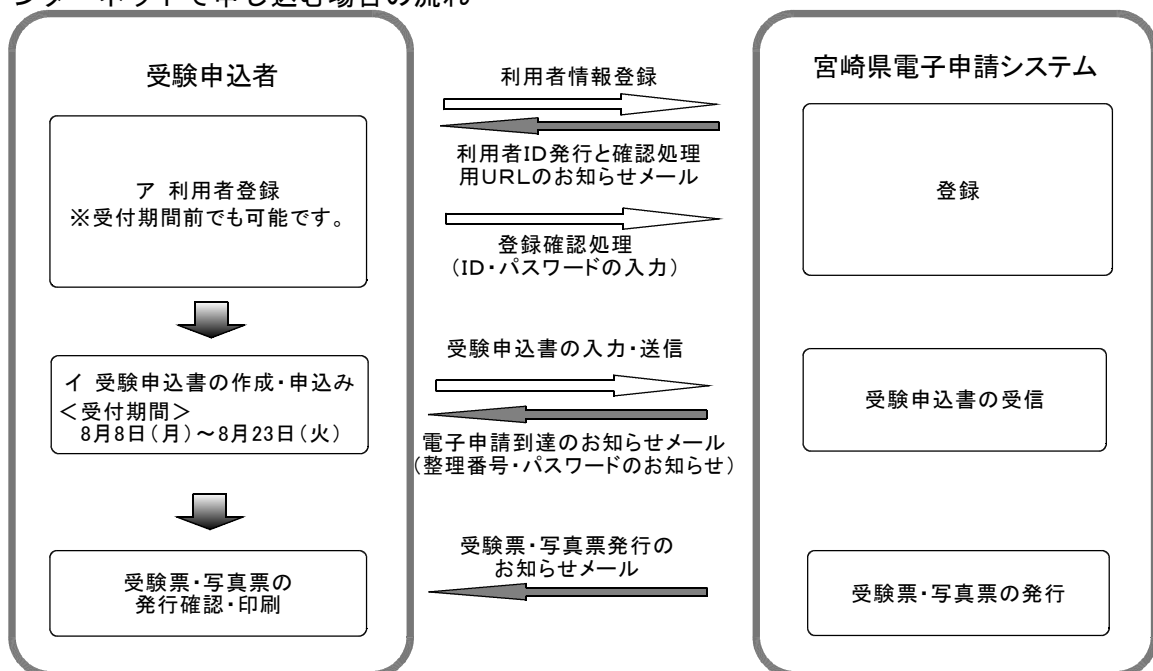 受験申込者
宮崎県電子申請システム
利用者情報登録
ア 利用者登録
※受付期間前でも可能です。
利用者ID発行と確認処理
用URLのお知らせメール
登録
登録確認処理
(ID・パスワードの入力)
イ 受験申込書の作成・申込み
<受付期間>
8月8日(月)~8月23日(火)
受験申込書の入力・送信
受験申込書の受信
電子申請到達のお知らせメール
(整理番号・パスワードのお知らせ)
受験票・写真票の
発行確認・印刷
受験票・写真票発行の
お知らせメール
受験票・写真票の発行